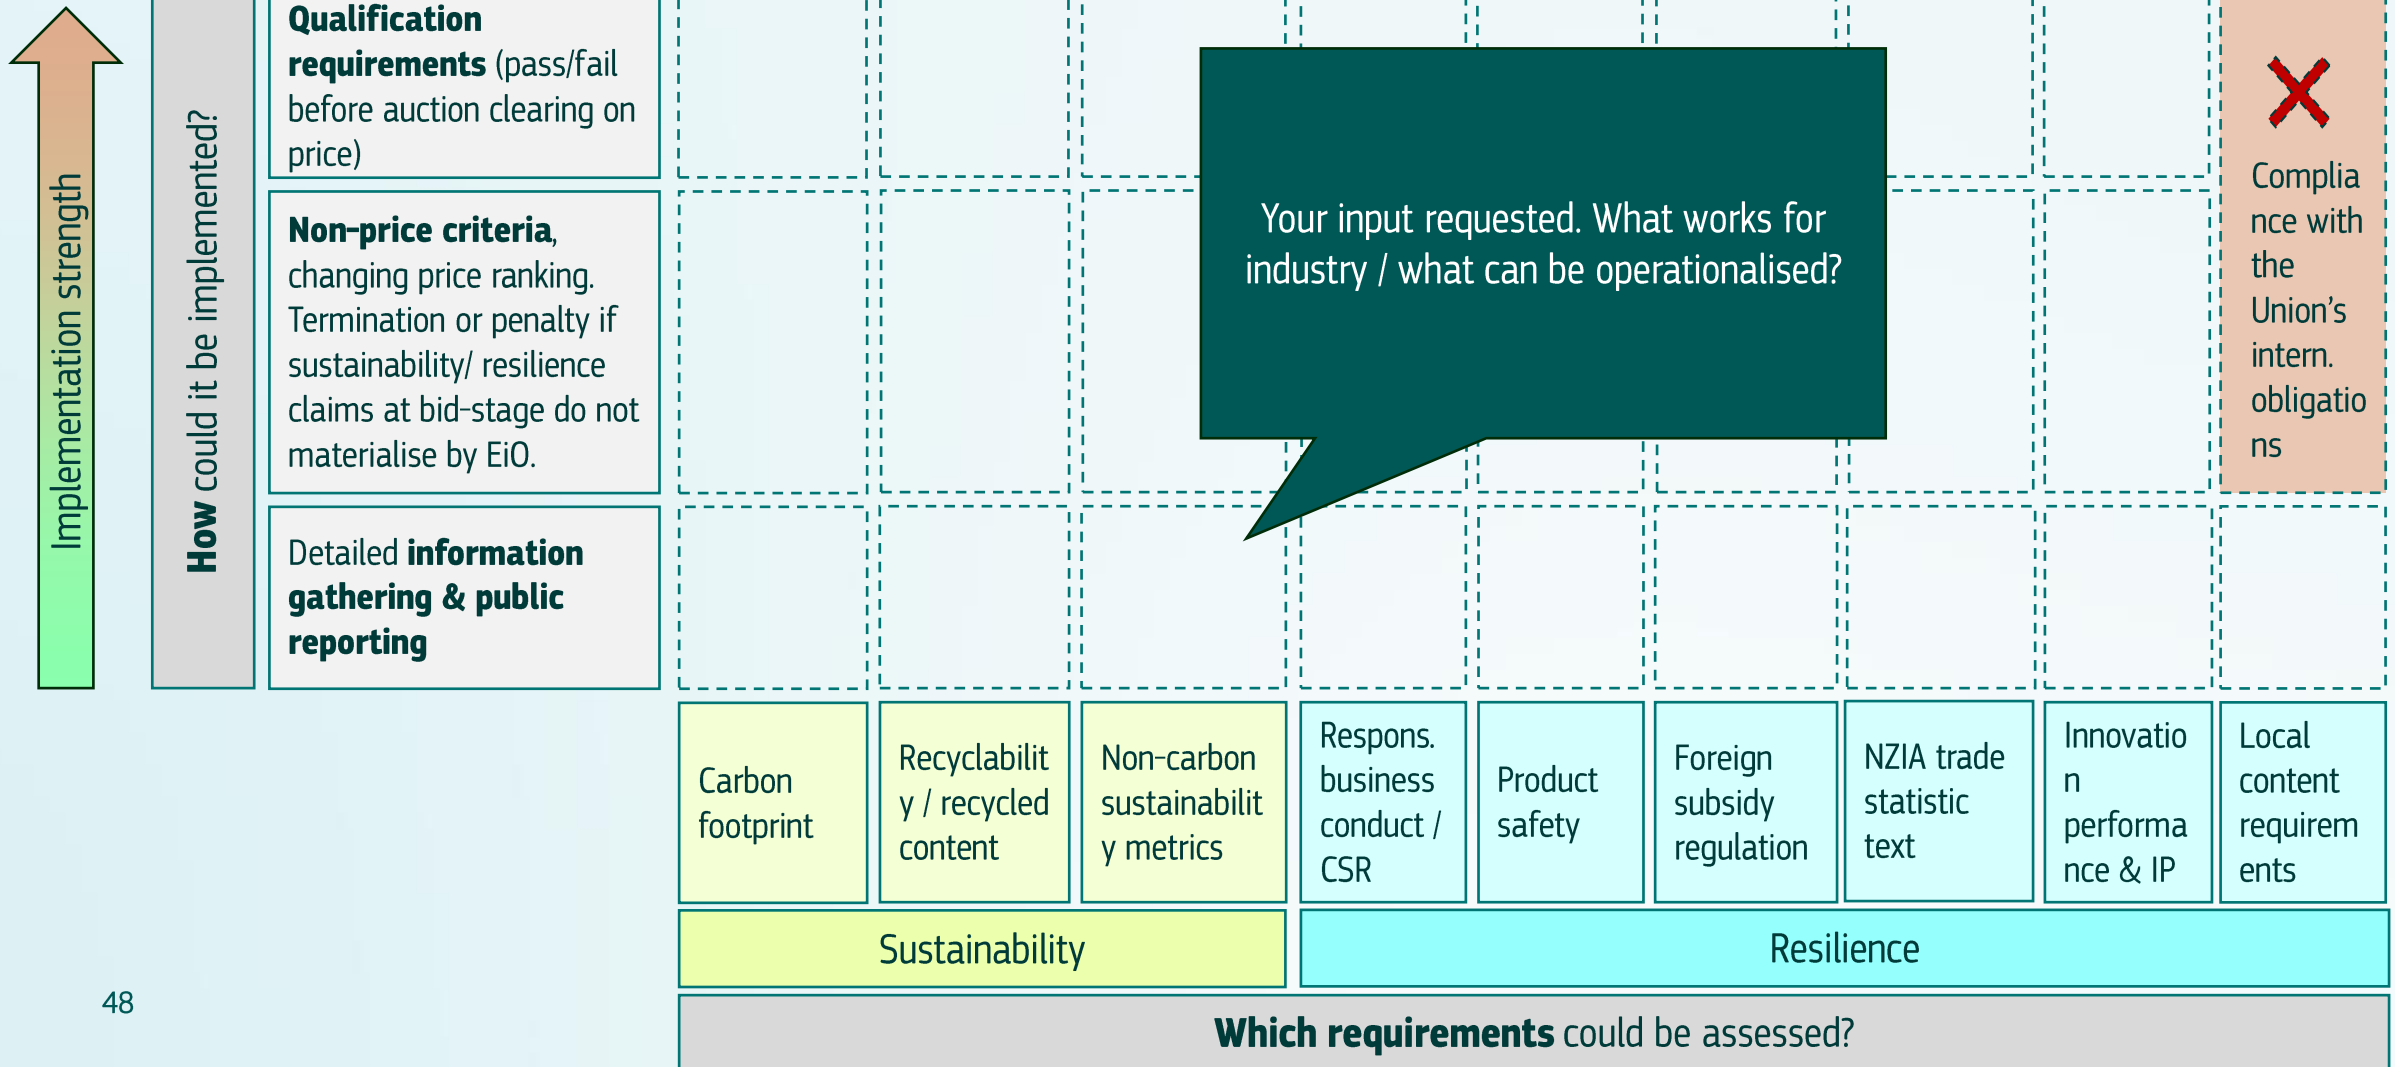 Implementation strength
How could it be implemented?
Qualification
requirements (pass/fail
before auction clearing on
price)
Non-price criteria,
changing price ranking.
Termination or penalty if
sustainability/ resilience
claims at bid-stage do not
materialise by EiO.
Detailed information
gathering & public
reporting
Your input requested. What works for
industry / what can be operationalised?
Complia
nce with
the
Union’s
intern.
obligatio
ns
Carbon
footprint
Recyclabilit
y / recycled
content
Non-carbon
sustainabilit
y metrics
Respons.
business
conduct /
CSR
Product
safety
Foreign
subsidy
regulation
NZIA trade
statistic
text
Innovatio
n
performa
nce & IP
Local
content
requirem
ents
Sustainability
Resilience
Which requirements could be assessed?
48